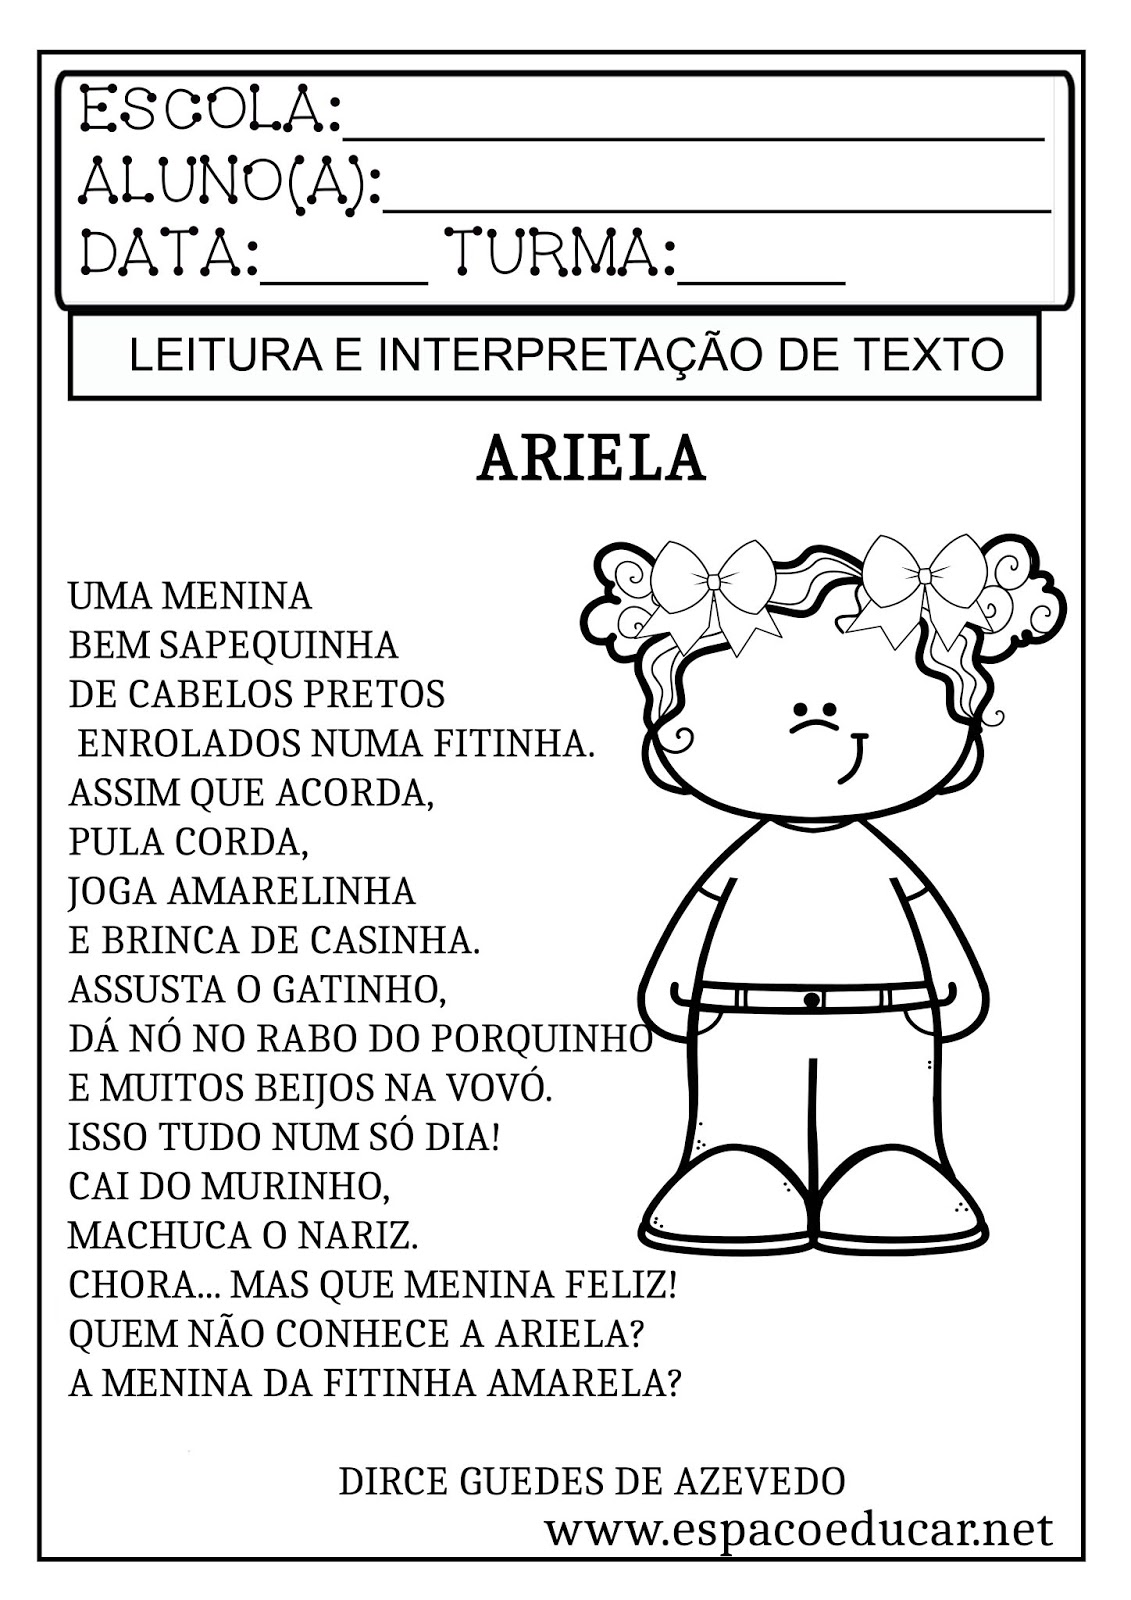 ESCOLA:
ALUNO(A):
DATA: TURMA:
LEITURA E INTERPRETAÇÃO DE TEXTO
ARIELA
UMA MENINA
BEM SAPEQUINHA
DE CABELOS PRETOS
ENROLADOS NUMA FITINHA.
ASSIM QUE ACORDA,
PULA CORDA,
JOGA AMARELINHA
E BRINCA DE CASINHA.
ASSUSTA O GATINHO,
DÁ NÓ NO RABO DO PORQUINHO
E MUITOS BEIJOS NA VOVÓ.
ISSO TUDO NUM SÓ DIA!
CAI DO MURINHO,
MACHUCA O NARIZ.
CHORA... MAS QUE MENINA FELIZ!
QUEM NÃO CONHECE A ARIELA?
A MENINA DA FITINHA AMARELA?
DIRCE GUEDES DE AZEVEDO
www.espacoeducar.net